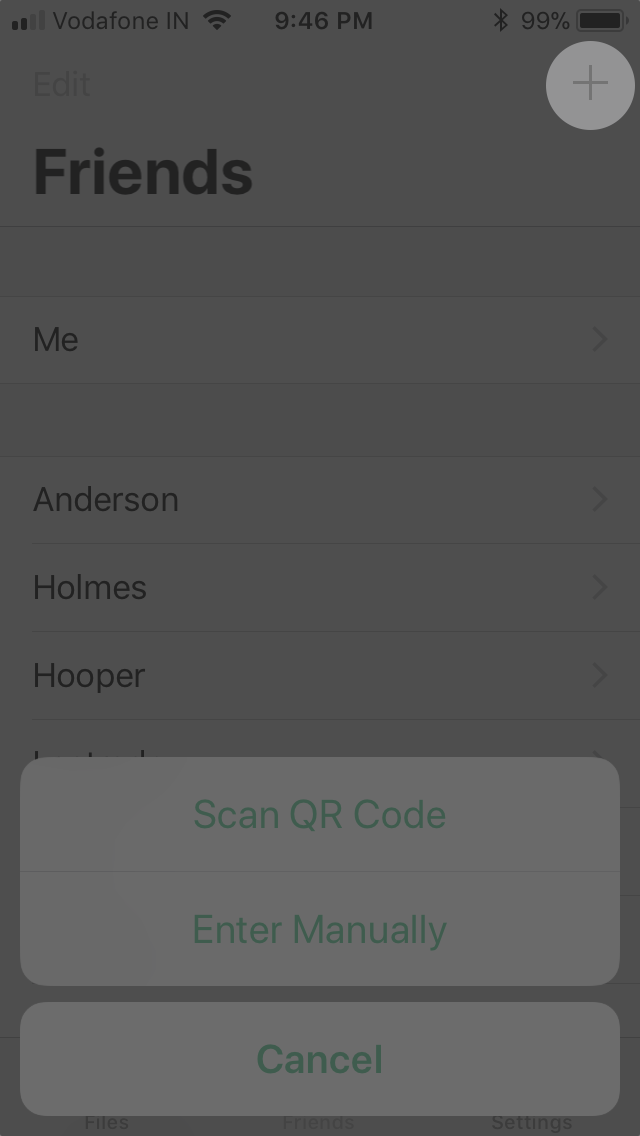 Vodafone IN 9:46 PM 99%
Edit
Friends
Me
Anderson
Holmes
Hooper
Scan QR Code
Enter Manually
Cancel
Files Friends Settings